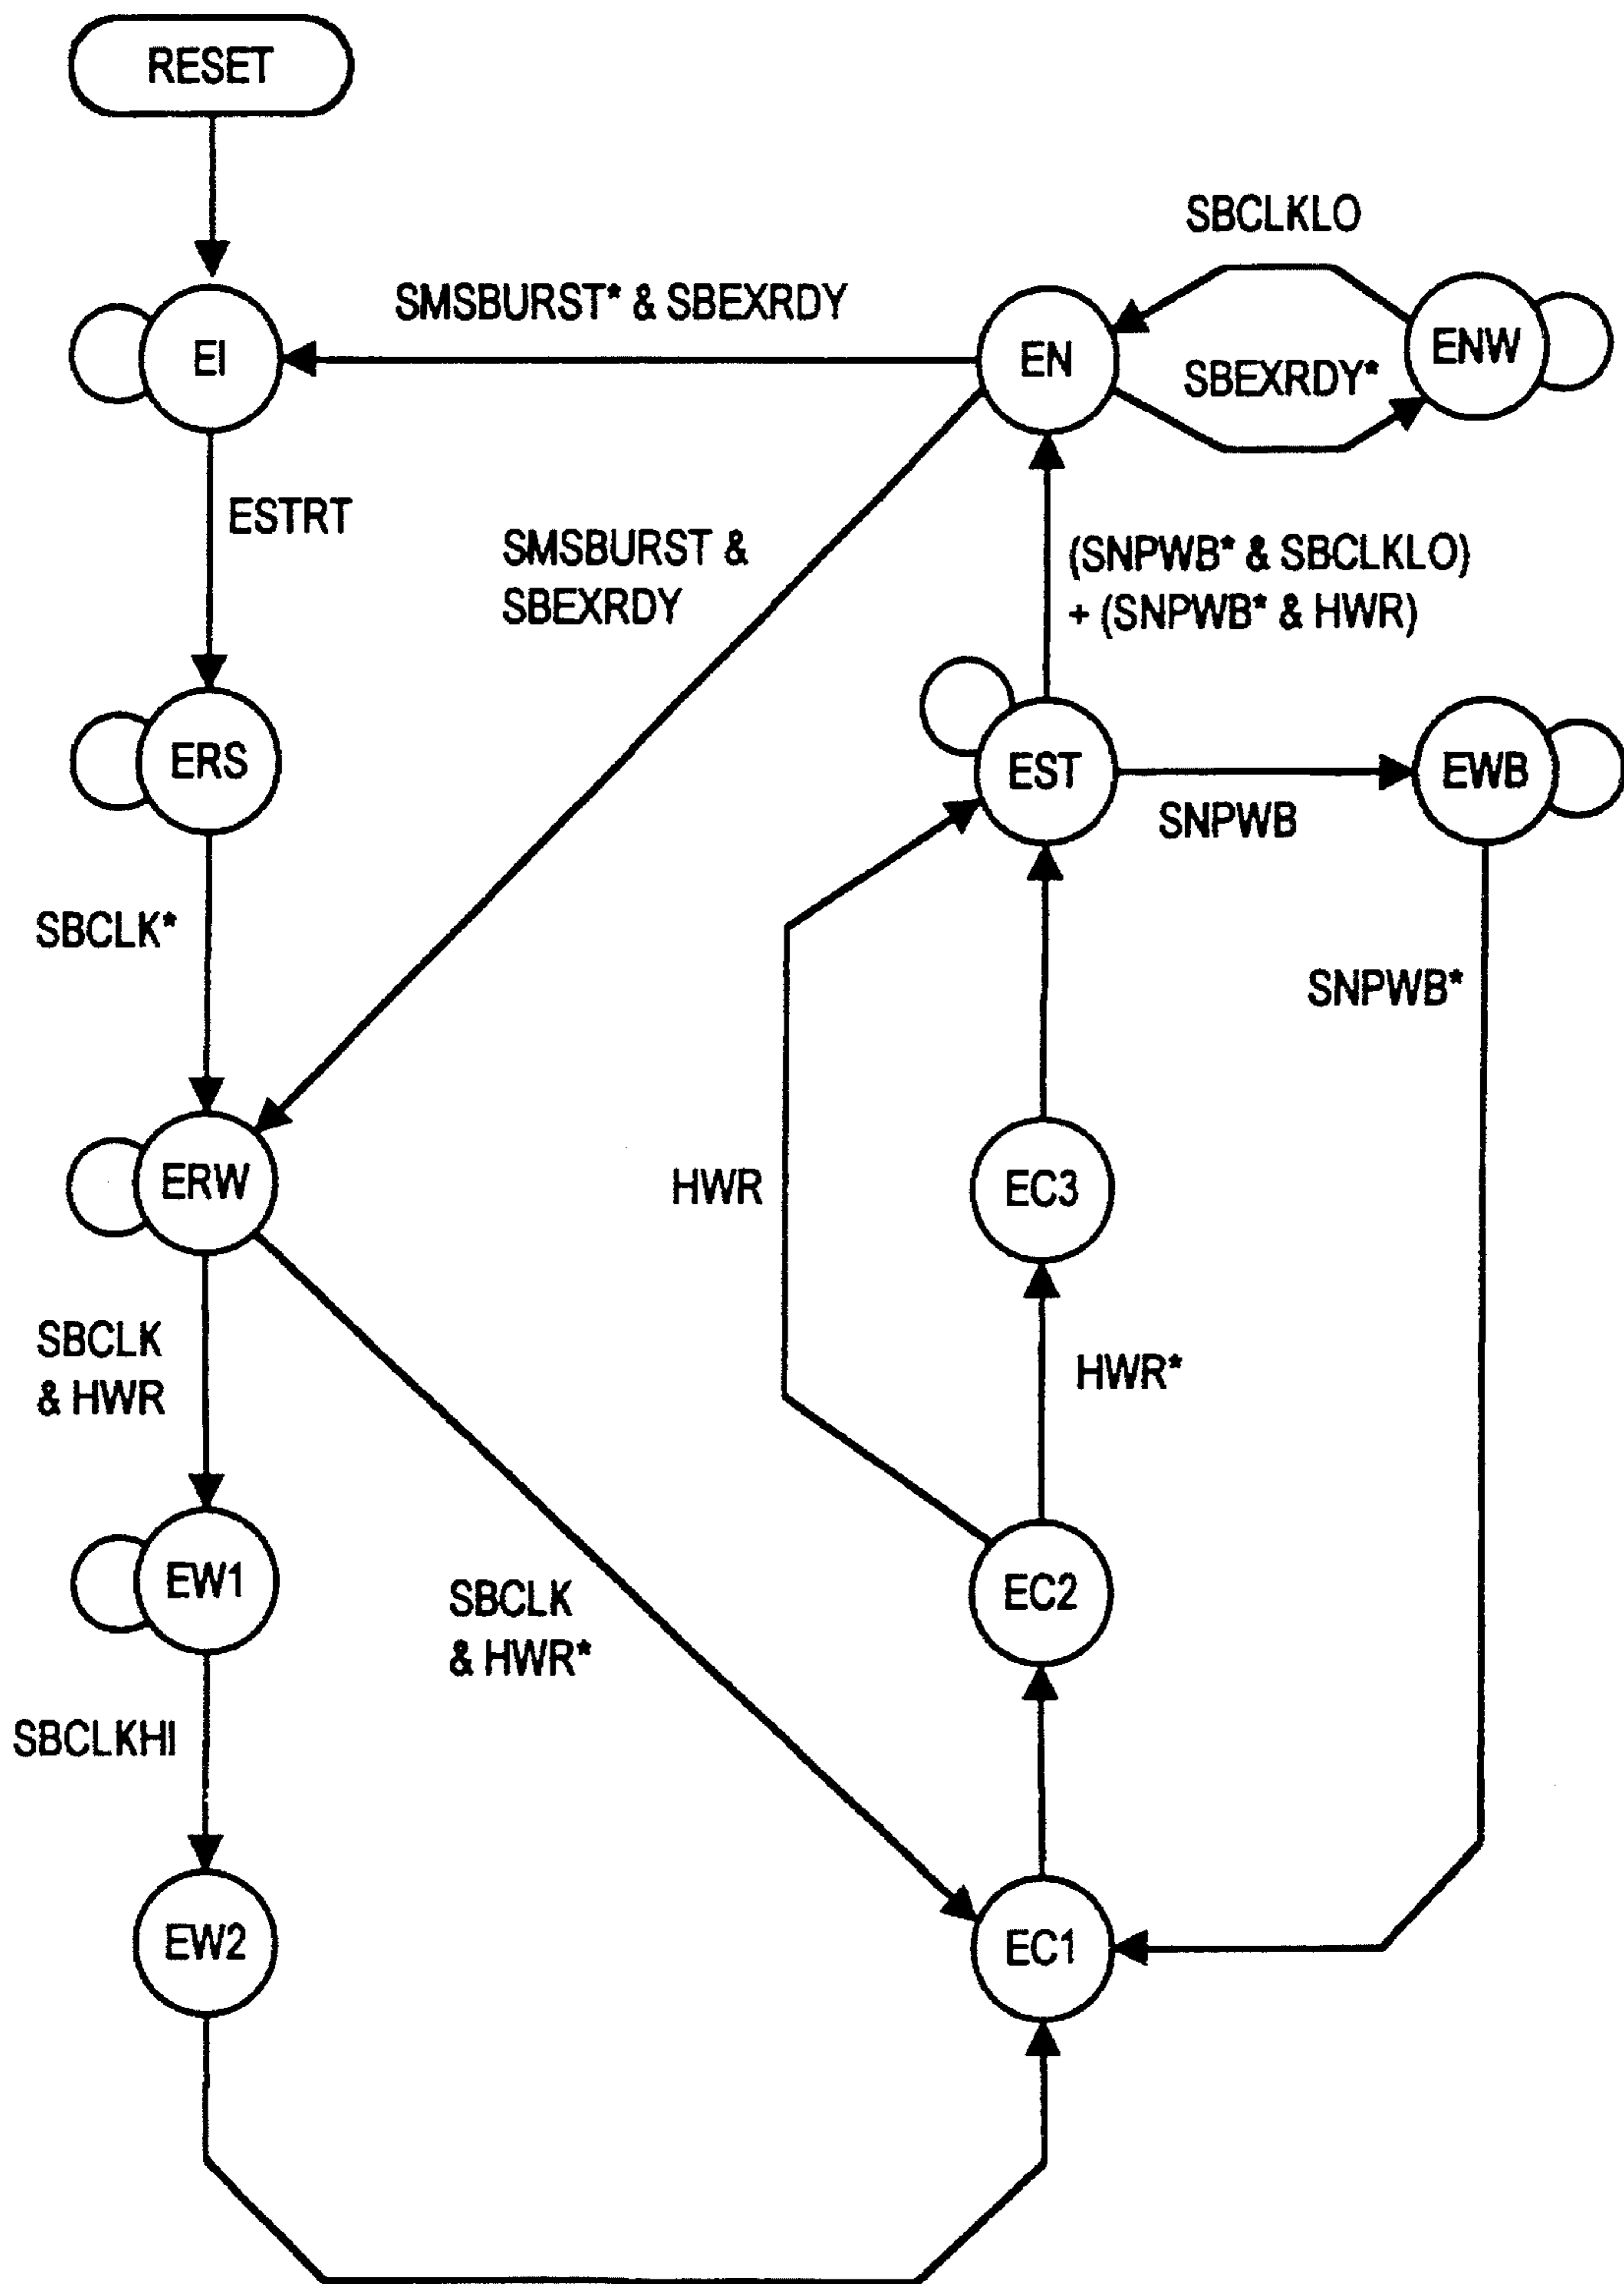 RESET
SBCLKLO
SMSBURST* & SBEXRDY
EI
EN
ENW
SBEXRDY*
ESTRT
SMSBURST &
SBEXRDY
(SNPWB* & SBCLKLO)
+ (SNPWB* & HWR)
ERS
EST
EWB
SNPWB
SBCLK*
SNPWB*
ERW
HWR
EC3
SBCLK
& HWR
HWR*
EW1
EC2
SBCLK
& HWR*
SBCLKHI
EW2
EC1